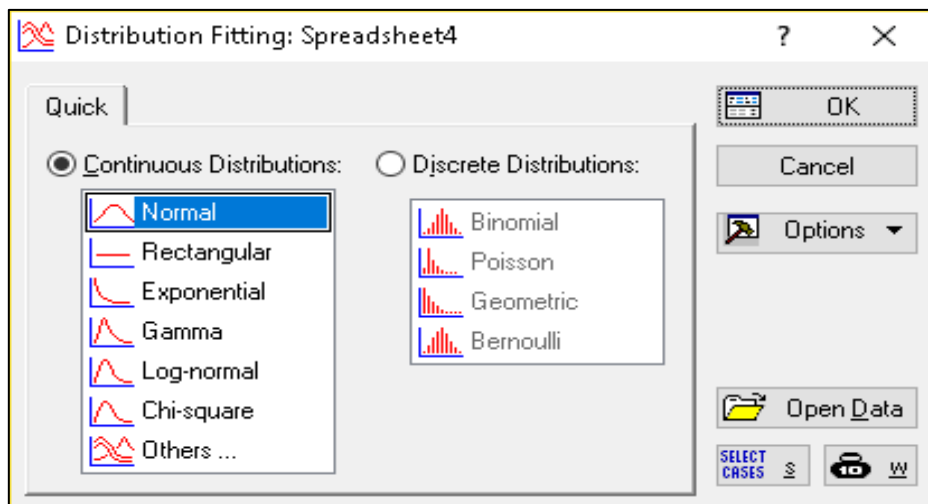 Distribution Fitting: Spreadsheet4 ?
Quick
Continuous Distributions:
Normal
Rectangular
Exponential
Gamma
Log-normal
Chi-square
Others ...
Discrete Distributions:
Binomial
Poisson
Geometric
Bernoulli
OK
Cancel
Options
Open Data
SELECT
CASES S
10 W